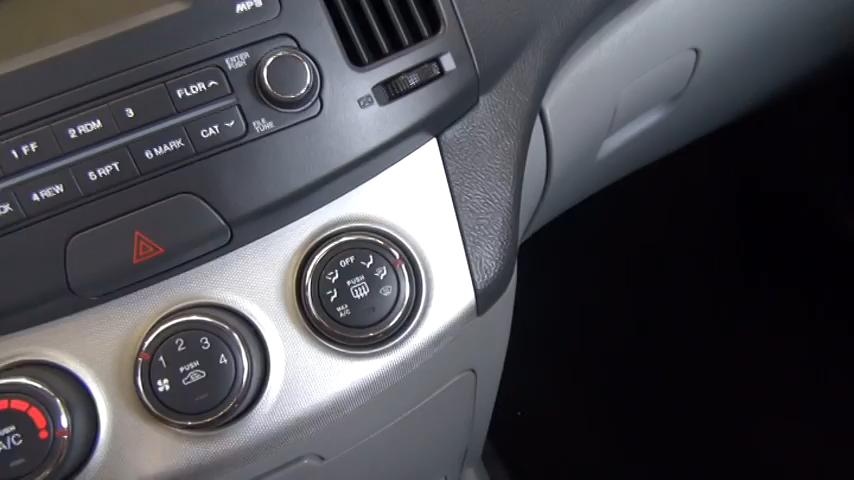 MP3
ENTER
PUSH
FLDR
1 FF
2 RDM
3
CAT
FILE
TUNE
4 REW
5 RPT
6 MARK
OFF
PUSH
MAX
A/C
1 2 3 4
PUSH
A/C